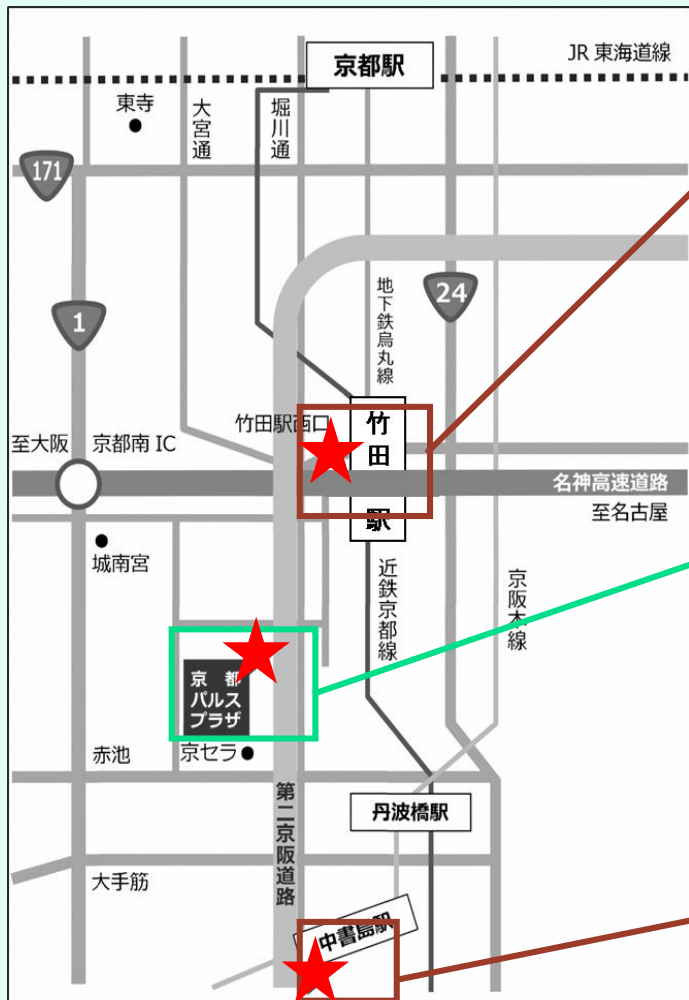 京都駅
JR 東海道線
東寺
大宮通
堀川通
171
1
24
地下鉄烏丸線
竹田駅西口
竹田駅
至大阪
京都南 IC
名神高速道路
至名古屋
城南宮
近鉄京都線
京阪本線
京都
パルス
プラザ
赤池
京セラ
第二京阪道路
丹波橋駅
大手筋
中書島駅